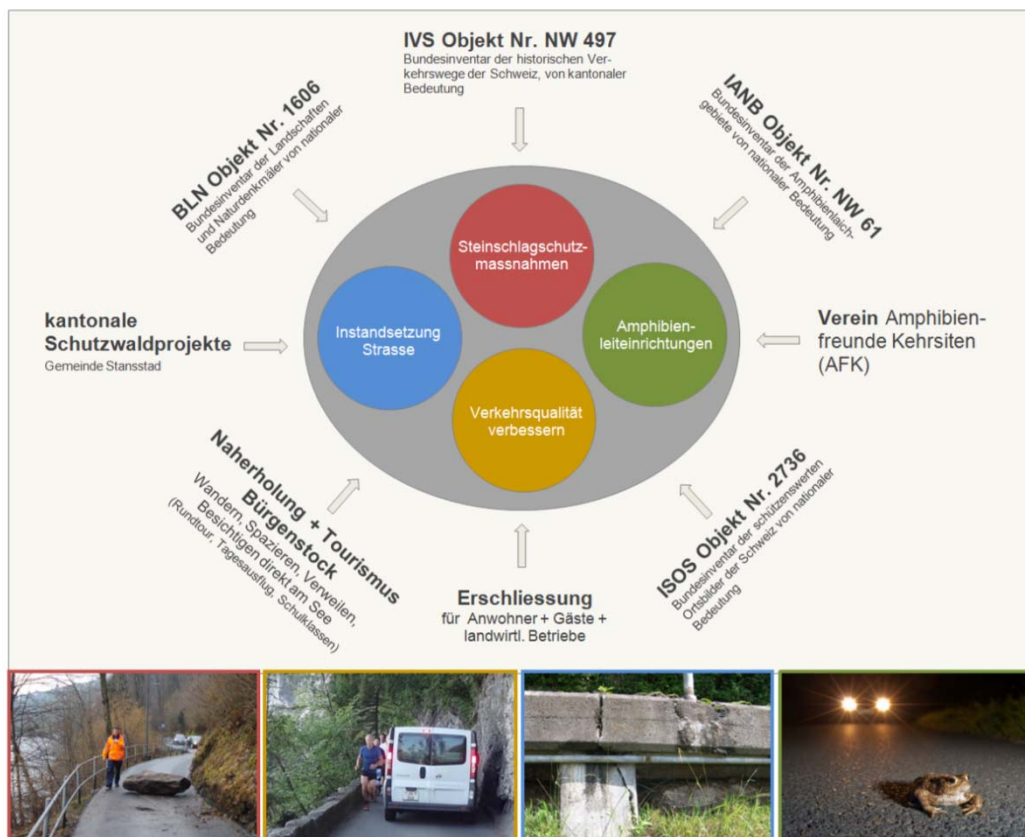 IVS Objekt Nr. NW 497
Bundesinventar der historischen Ver-
kehrswege der Schweiz, von kantonaler
Bedeutung
BLN Objekt Nr. 1606
Bundesinventar der Landschaften
und Naturdenkmäler von nationaler
Bedeutung
IANB Objekt Nr. NW 61
Bundesinventar der Amphibienlaich-
gebiete von nationaler Bedeutung
Steinschlagschutz-
massnahmen
Instandsetzung
Strasse
Amphibien-
leiteinrichtungen
Verkehrsqualität
verbessern
kantonale
Schutzwaldprojekte
Gemeinde Stansstad
Verein Amphibien-
freunde Kehrsiten
(AFK)
Naherholung + Tourismus
Bürgenstock
Wandern, Spazieren, Verweilen,
Besichtigen direkt am See
(Rundtour, Tagesausflug, Schulklassen)
Erschliessung
für Anwohner + Gäste +
landwirtl. Betriebe
ISOS Objekt Nr. 2736
Bundesinventar der schützenswerten
Ortsbilder der Schweiz von nationaler
Bedeutung